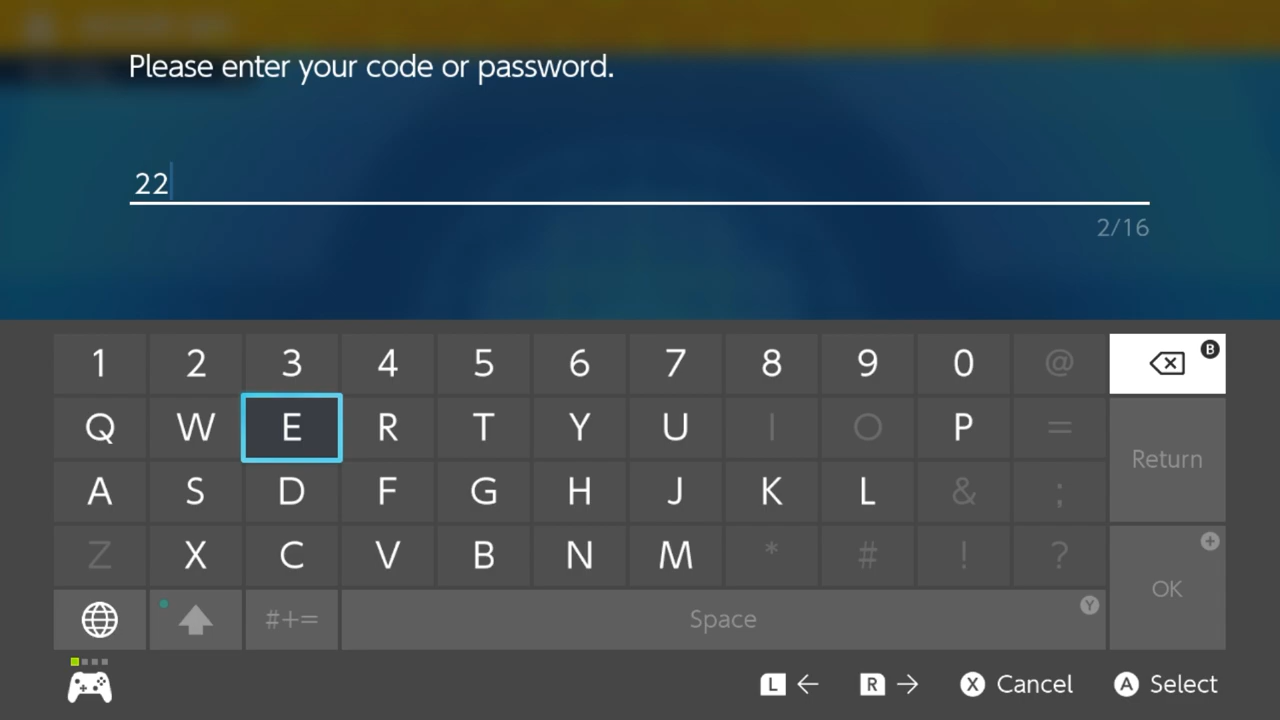 Please enter your code or password.
22
2/16
1 2 3 4 5 6 7 8 9 0 @ B
Q W E R T Y U I O P = Return
A S D F G H J K L & ;
Z X C V B N M * # ! ? + OK
#+= Space Y
L ← R → X Cancel A Select